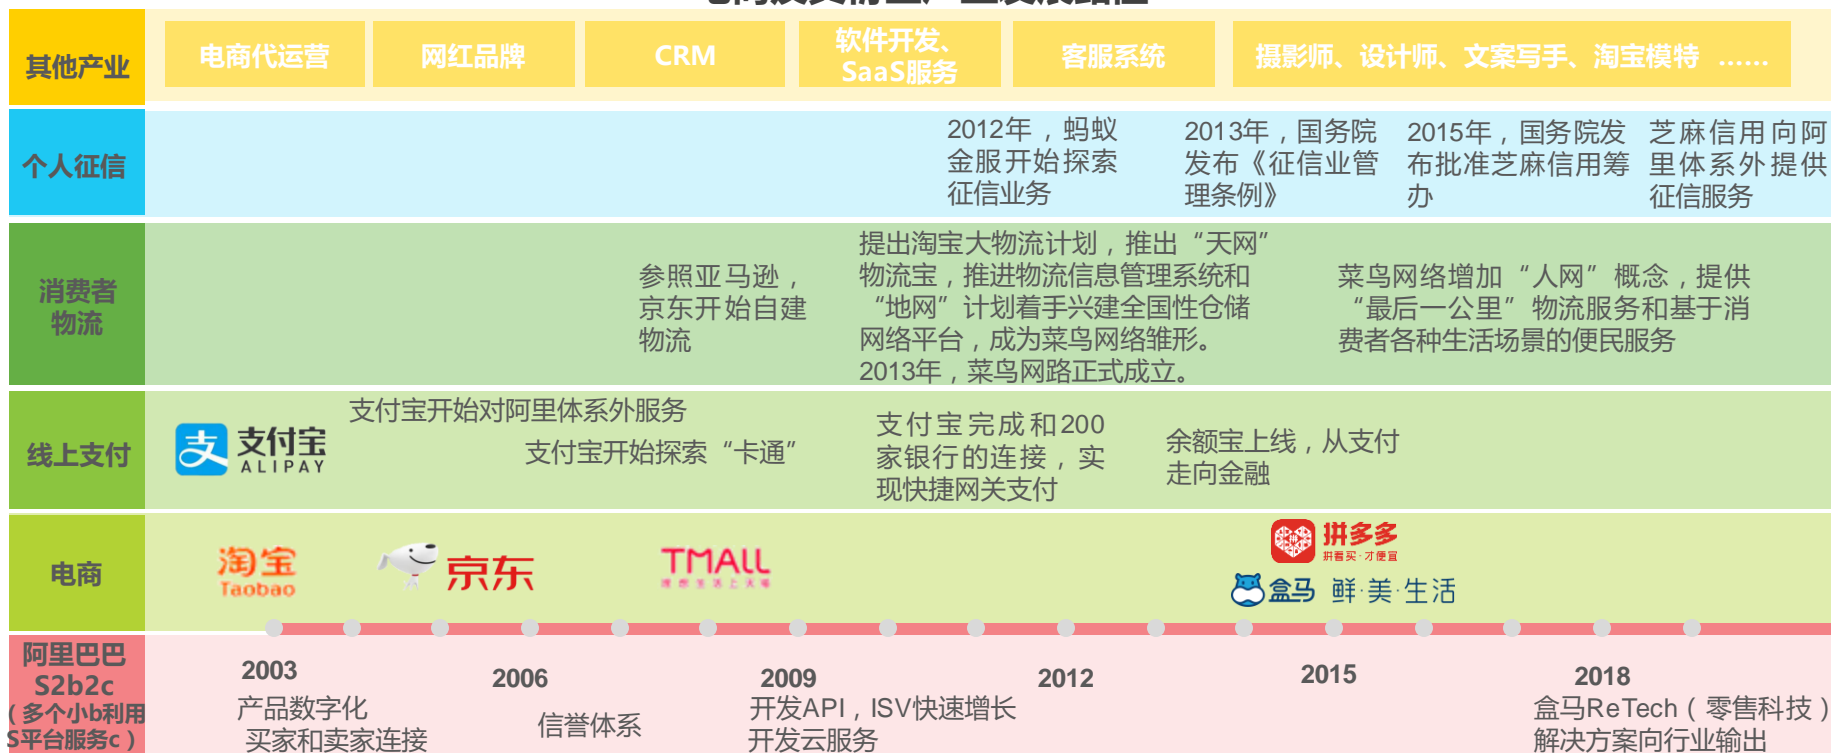 其他产业
电商代运营
网红品牌
CRM
软件开发、
SaaS服务
客服系统
摄影师、设计师、文案写手、淘宝模特 ……
个人征信
2012年，蚂蚁
金服开始探索
征信业务
2013年，国务院
发布《征信业管
理条例》
2015年，国务院发
布批准芝麻信用筹
办
芝麻信用向阿
里体系外提供
征信服务
消费者
物流
参照亚马逊，
京东开始自建
物流
提出淘宝大物流计划，推出“天网”
物流宝，推进物流信息管理系统和
“地网”计划着手兴建全国性仓储
网络平台，成为菜鸟网络雏形。
2013年，菜鸟网路正式成立。
菜鸟网络增加“人网”概念，提供
“最后一公里”物流服务和基于消
费者各种生活场景的便民服务
线上支付
支 支付宝
ALIPAY
支付宝开始对阿里体系外服务
支付宝开始探索“卡通”
支付宝完成和200
家银行的连接，实
现快捷网关支付
余额宝上线，从支付
走向金融
电商
淘宝
Taobao
京东
TMALL
理想生活上天猫
拼多多
拼着买·才便宜
盒马 鲜·美·生活
阿里巴巴
S2b2c
（多个小b利用
S平台服务c）
2003
产品数字化
买家和卖家连接
2006
信誉体系
2009
开发API，ISV快速增长
开发云服务
2012
2015
2018
盒马ReTech（零售科技）
解决方案向行业输出